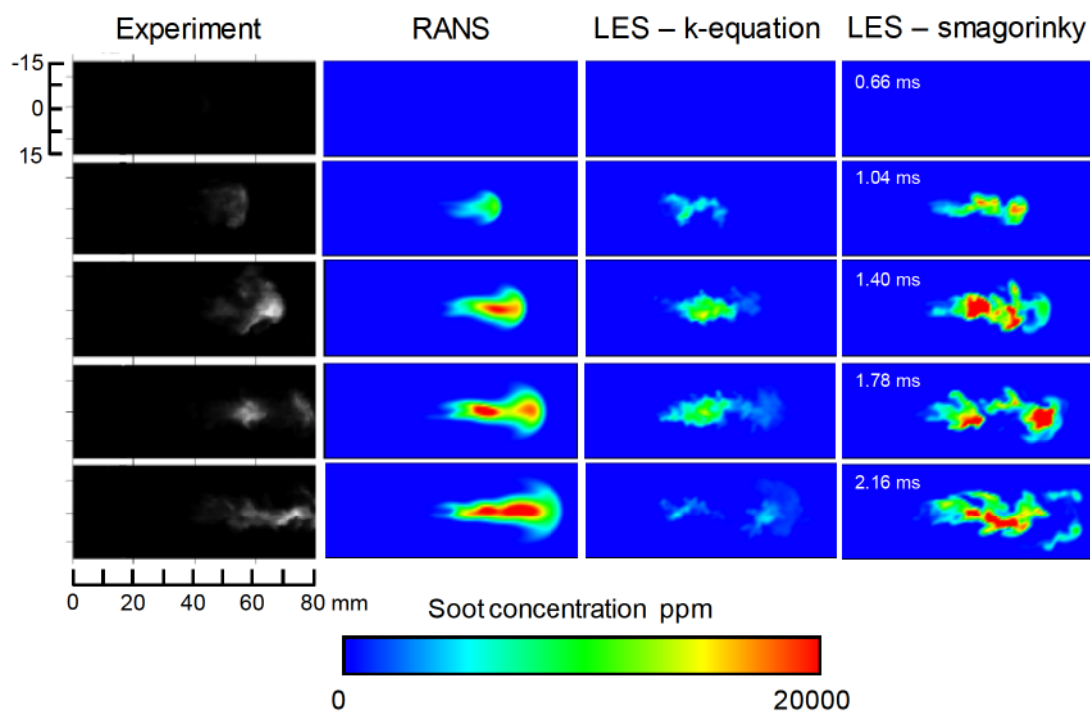 Experiment RANS LES – k-equation LES – smagorinky
-15
0
15
0.66 ms
1.04 ms
1.40 ms
1.78 ms
2.16 ms
0 20 40 60 80 mm
Soot concentration ppm
0 20000